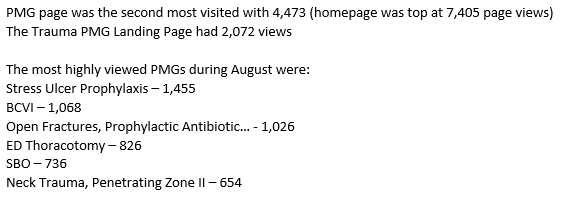 PMG page was the second most visited with 4,473 (homepage was top at 7,405 page views)
The Trauma PMG Landing Page had 2,072 views
The most highly viewed PMGs during August were:
Stress Ulcer Prophylaxis – 1,455
BCVI – 1,068
Open Fractures, Prophylactic Antibiotic... - 1,026
ED Thoracotomy – 826
SBO – 736
Neck Trauma, Penetrating Zone II – 654